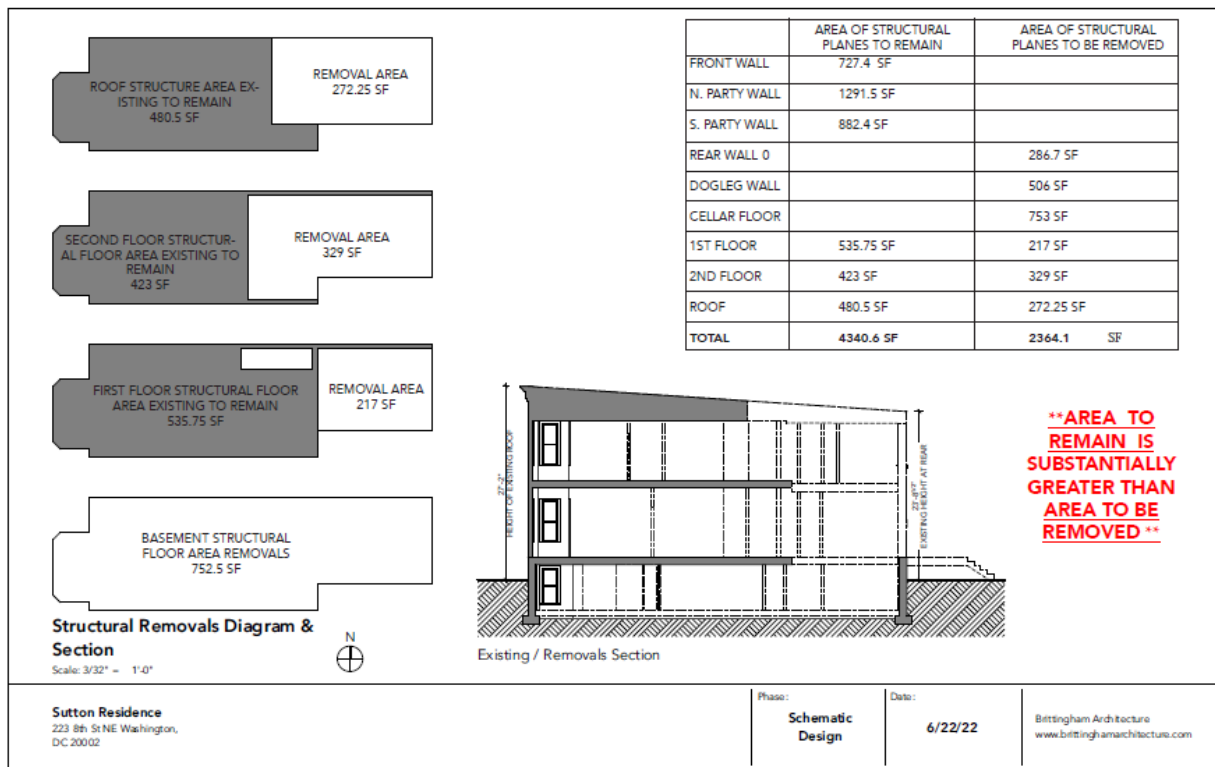 ROOF STRUCTURE AREA EX-
ISTING TO REMAIN
480.5 SF
REMOVAL AREA
272.25 SF
SECOND FLOOR STRUCTUR-
AL FLOOR AREA EXISTING TO
REMAIN
423 SF
REMOVAL AREA
329 SF
FIRST FLOOR STRUCTURAL FLOOR
AREA EXISTING TO REMAIN
535.75 SF
REMOVAL AREA
217 SF
BASEMENT STRUCTURAL
FLOOR AREA REMOVALS
752.5 SF
Structural Removals Diagram &
Section
Scale: 3/32" = 1'-0"
N
AREA OF STRUCTURAL
PLANES TO REMAIN
AREA OF STRUCTURAL
PLANES TO BE REMOVED
FRONT WALL 727.4 SF
N. PARTY WALL 1291.5 SF
S. PARTY WALL 882.4 SF
REAR WALL 0 286.7 SF
DOGLEG WALL 506 SF
CELLAR FLOOR 753 SF
1ST FLOOR 535.75 SF 217 SF
2ND FLOOR 423 SF 329 SF
ROOF 480.5 SF 272.25 SF
TOTAL 4340.6 SF 2364.1 SF
27'-2"
HEIGHT OF EXISTING ROOF
EXISTING HEIGHT AT REAR
Existing / Removals Section
**AREA TO
REMAIN IS
SUBSTANTIALLY
GREATER THAN
AREA TO BE
REMOVED **
Sutton Residence
223 8th St NE Washington,
DC 20002
Phase:
Schematic
Design
Date:
6/22/22
Brittingham Architecture
www.brittinghamarchitecture.com